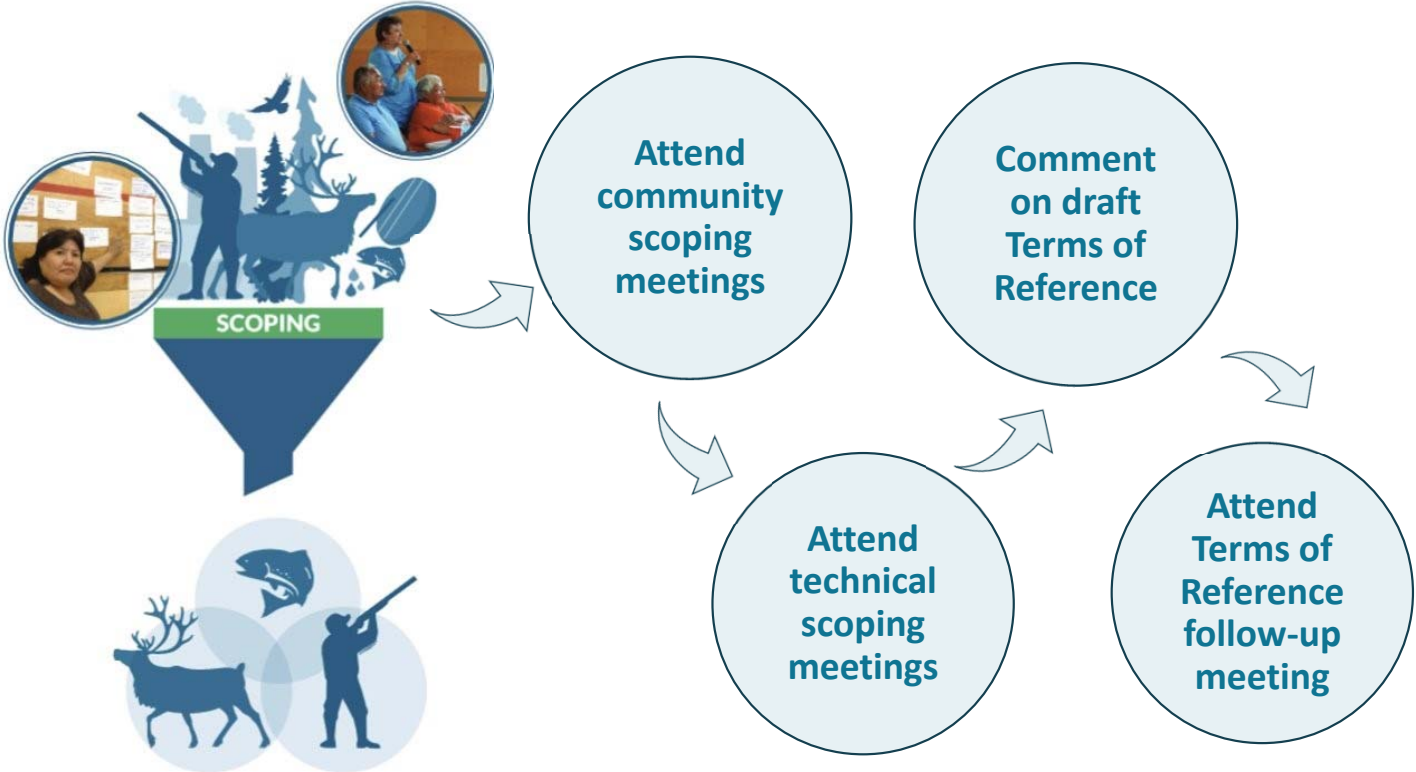 SCOPING
Attend
community
scoping
meetings
Attend
technical
scoping
meetings
Comment
on draft
Terms of
Reference
Attend
Terms of
Reference
follow-up
meeting